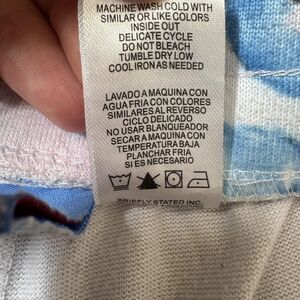 MACHINE WASH COLD WITH
SIMILAR OR LIKE COLORS
INSIDE OUT
DELICATE CYCLE
DO NOT BLEACH
TUMBLE DRY LOW
COOL IRON AS NEEDED
LAVADO A MAQUINA CON
AGUA FRIA CON COLORES
SIMILARES AL REVERSO
CICLO DELICADO
NO USAR BLANQUEADOR
SECAR A MAQUINA CON
TEMPERATURA BAJA
PLANCHAR FRIA
SI ES NECESARIO
BRIEFLY STATED INC.